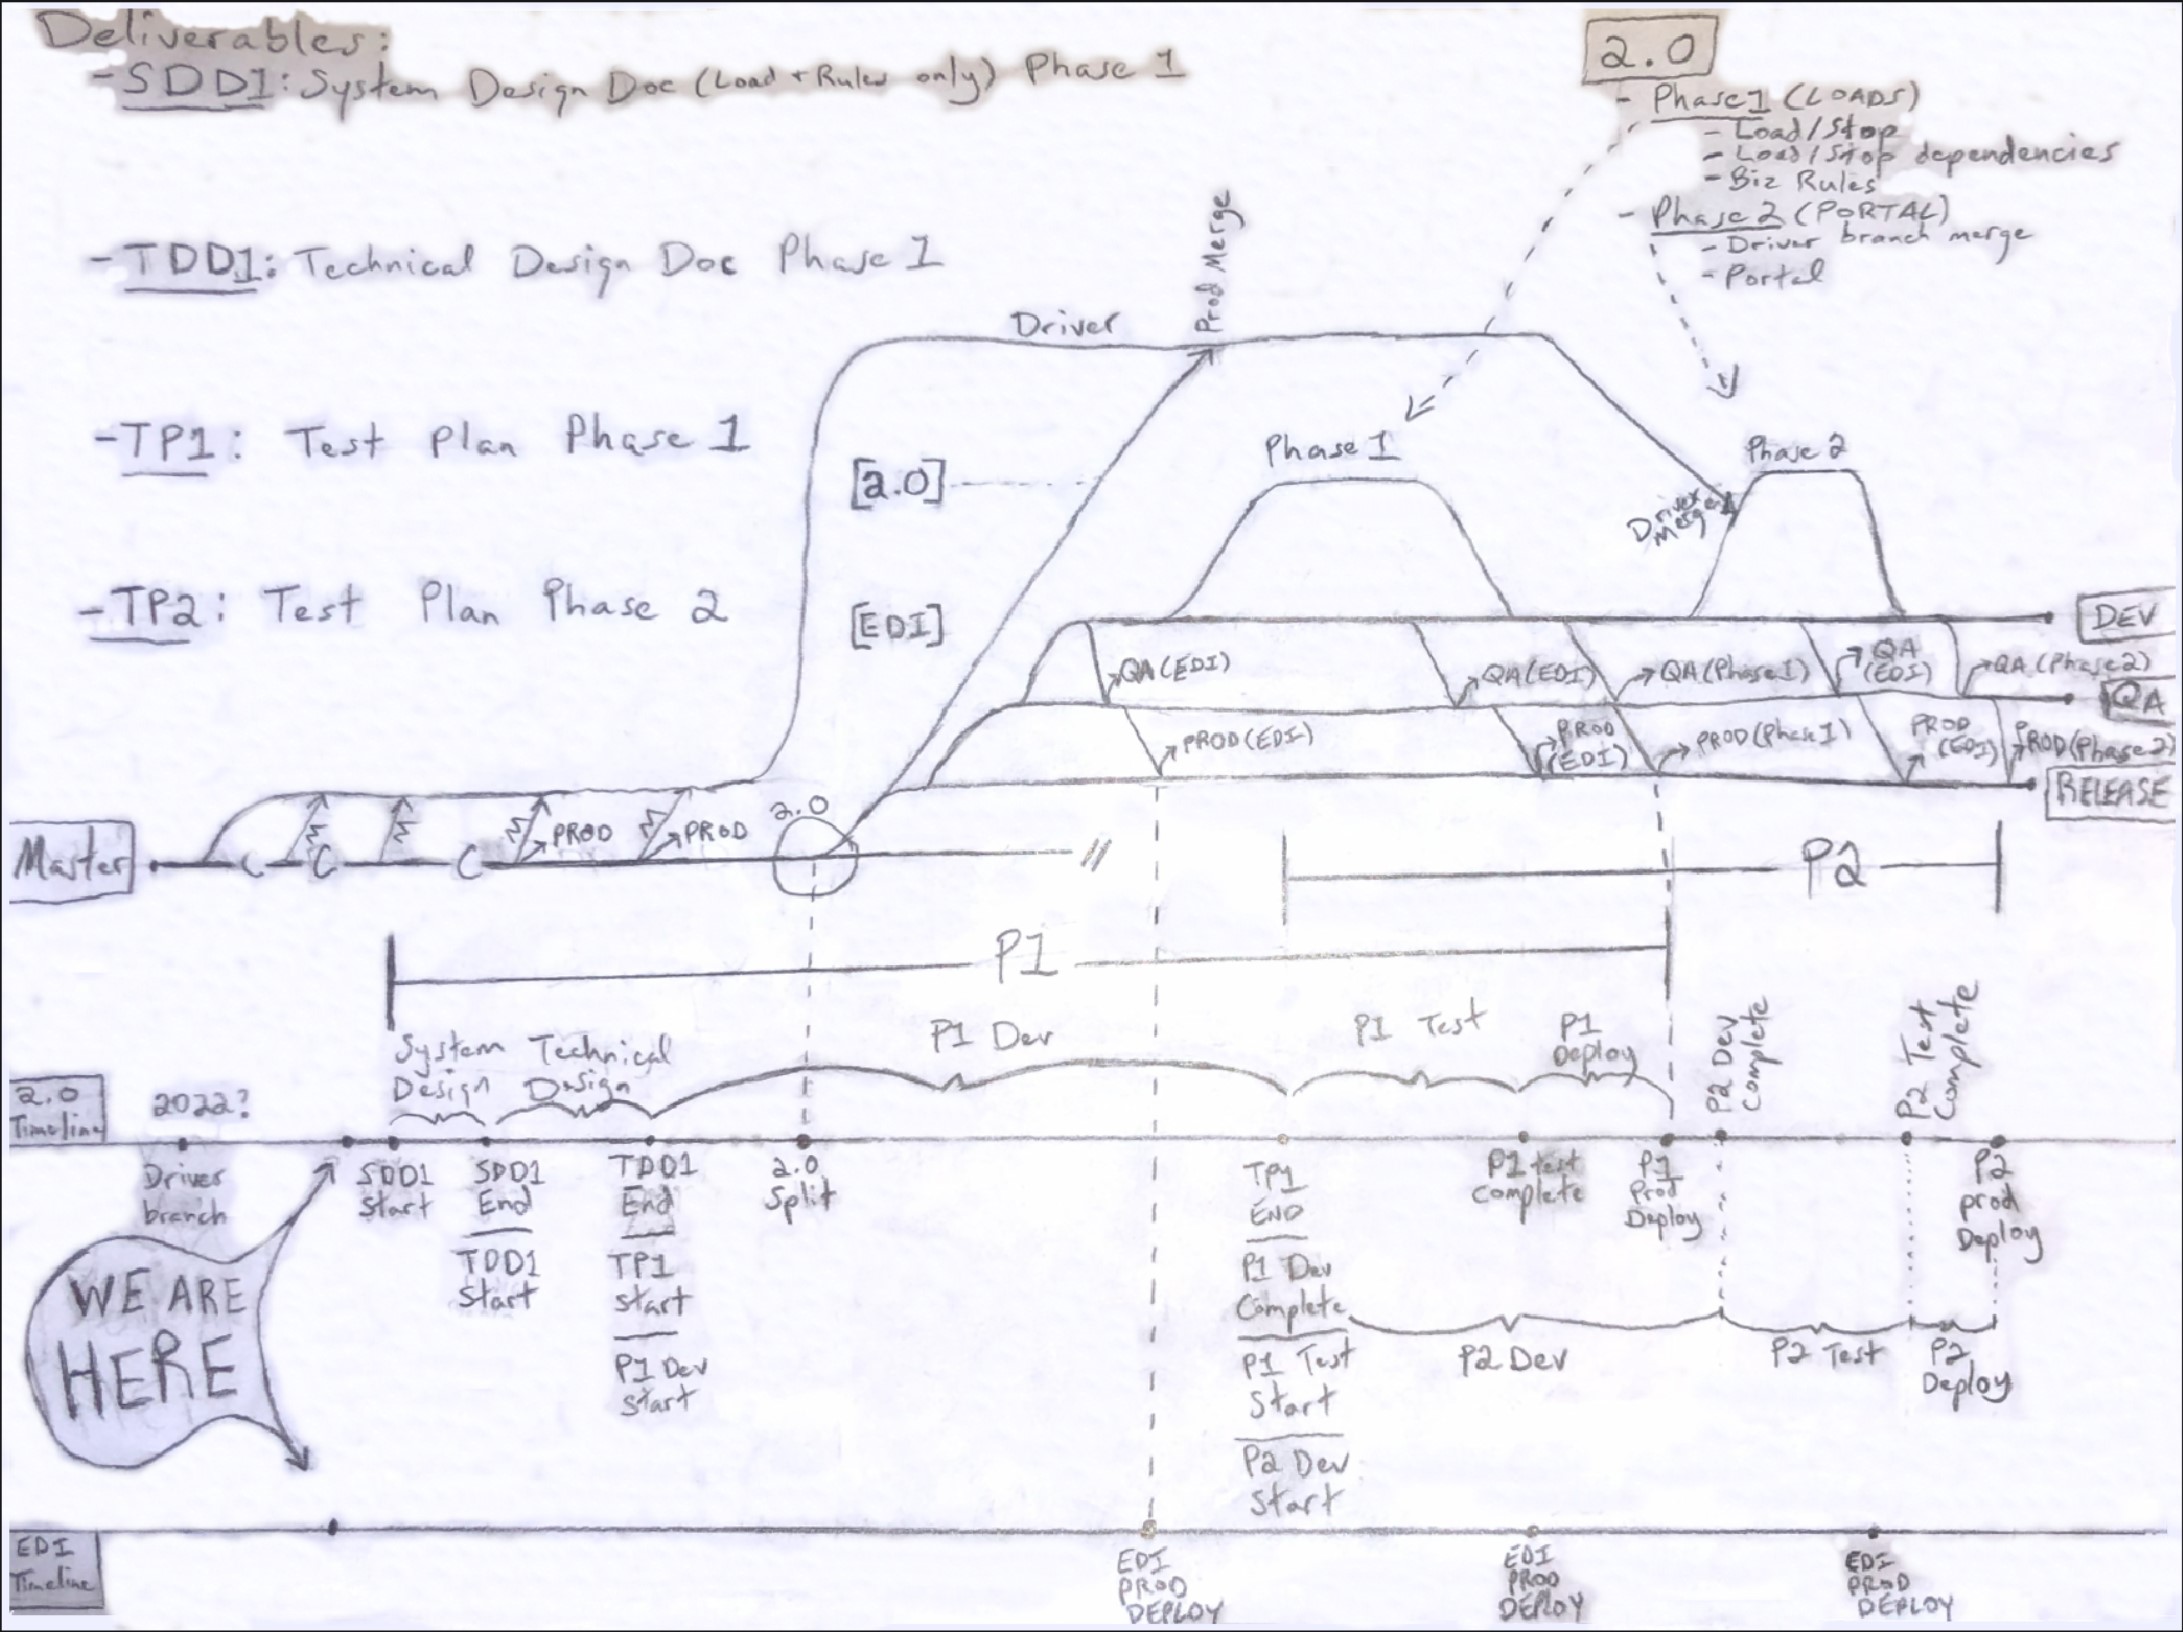 Deliverables:
- SDD1: System Design Doc (Load + Rules only) Phase 1
- TDD1: Technical Design Doc Phase 1
- TP1: Test Plan Phase 1
- TP2: Test Plan Phase 2
2.0
- Phase1 (LOADS)
- Load/Stop
- Load/Stop dependencies
- Biz Rules
- Phase 2 (PORTAL)
- Driver branch merge
- Portal
Prod Merge
Driver
[2.0]
Phase 1
Phase 2
Driver
Merge
[EDI]
DEV
QA (EDI)
QA (EDI)
QA (Phase 1)
QA
(EDI)
QA (Phase 2)
QA
PROD (EDI)
PROD
(EDI)
PROD (Phase 1)
PROD
(EDI)
PROD (Phase 2)
RELEASE
Master
PROD
PROD
2.0
P2
P1
System
Design
Technical
Design
P1 Dev
P1 Test
P1
Deploy
P2 Dev
Complete
P2 Test
Complete
2.0
Timeline
2022?
Driver
branch
SDD1
Start
SDD1
End
TDD1
Start
TDD1
End
TP1
Start
P1 Dev
Start
2.0
Split
TP1
END
P1 Dev
Complete
P1 Test
Start
P2 Dev
Start
P1 test
Complete
P1
Prod
Deploy
P2
prod
Deploy
WE ARE
HERE
P2 Dev
P2 Test
P2
Deploy
EDI
Timeline
EDI
PROD
DEPLOY
EDI
PROD
DEPLOY
EDI
PROD
DEPLOY